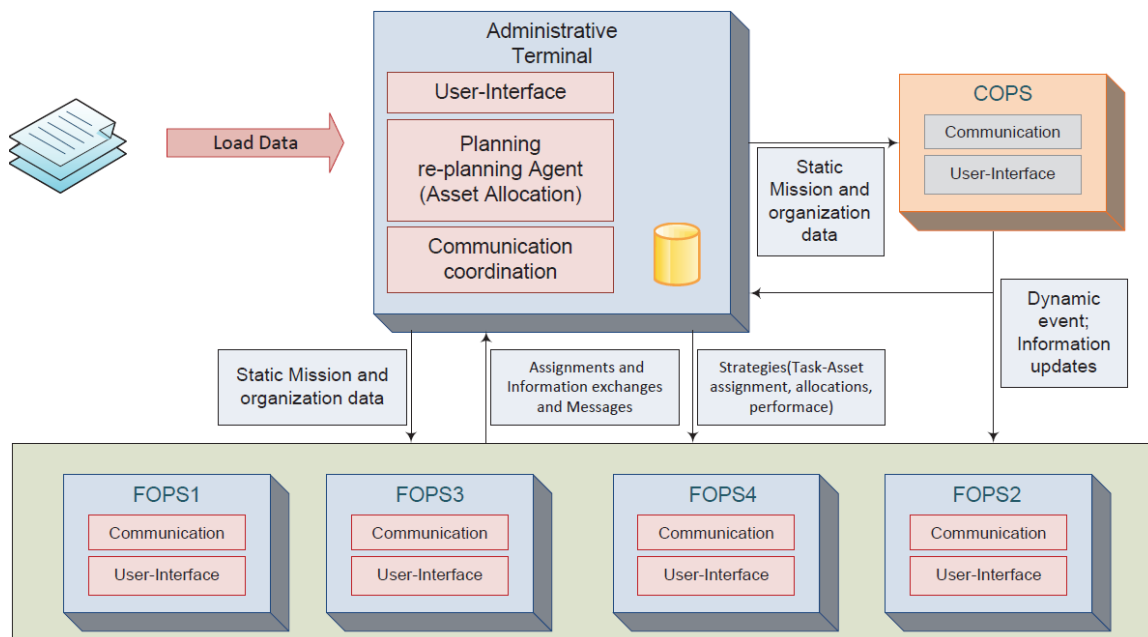 Administrative
Terminal
User-Interface
Planning
re-planning Agent
(Asset Allocation)
Communication
coordination
Load Data
COPS
Communication
User-Interface
Static
Mission and
organization
data
Dynamic
event;
Information
updates
Static Mission and
organization data
Assignments and
Information exchanges
and Messages
Strategies(Task-Asset
assignment, allocations,
performace)
FOPS1
Communication
User-Interface
FOPS3
Communication
User-Interface
FOPS4
Communication
User-Interface
FOPS2
Communication
User-Interface